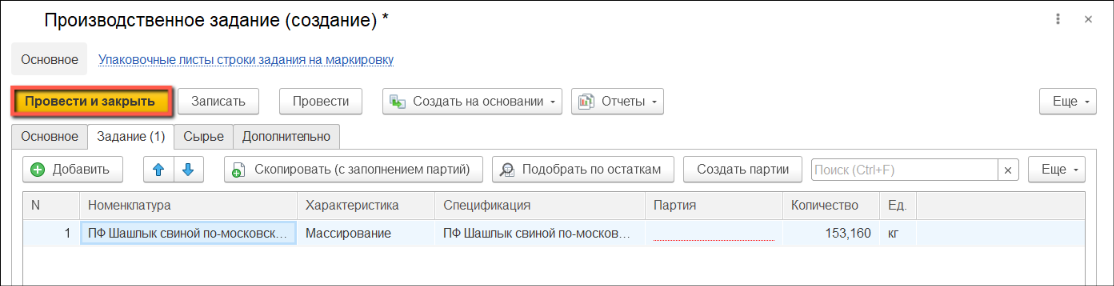 Производственное задание (создание) *
Основное Упаковочные листы строки задания на маркировку
Провести и закрыть Записать Провести Создать на основании Отчеты Еще
Основное Задание (1) Сырье Дополнительно
Добавить Скопировать (с заполнением партий) Подобрать по остаткам Создать партии Поиск (Ctrl+F) × Еще
N Номенклатура Характеристика Спецификация Партия Количество Ед.
1 ПФ Шашлык свиной по-московск... Массирование ПФ Шашлык свиной по-москов... 153,160 кг